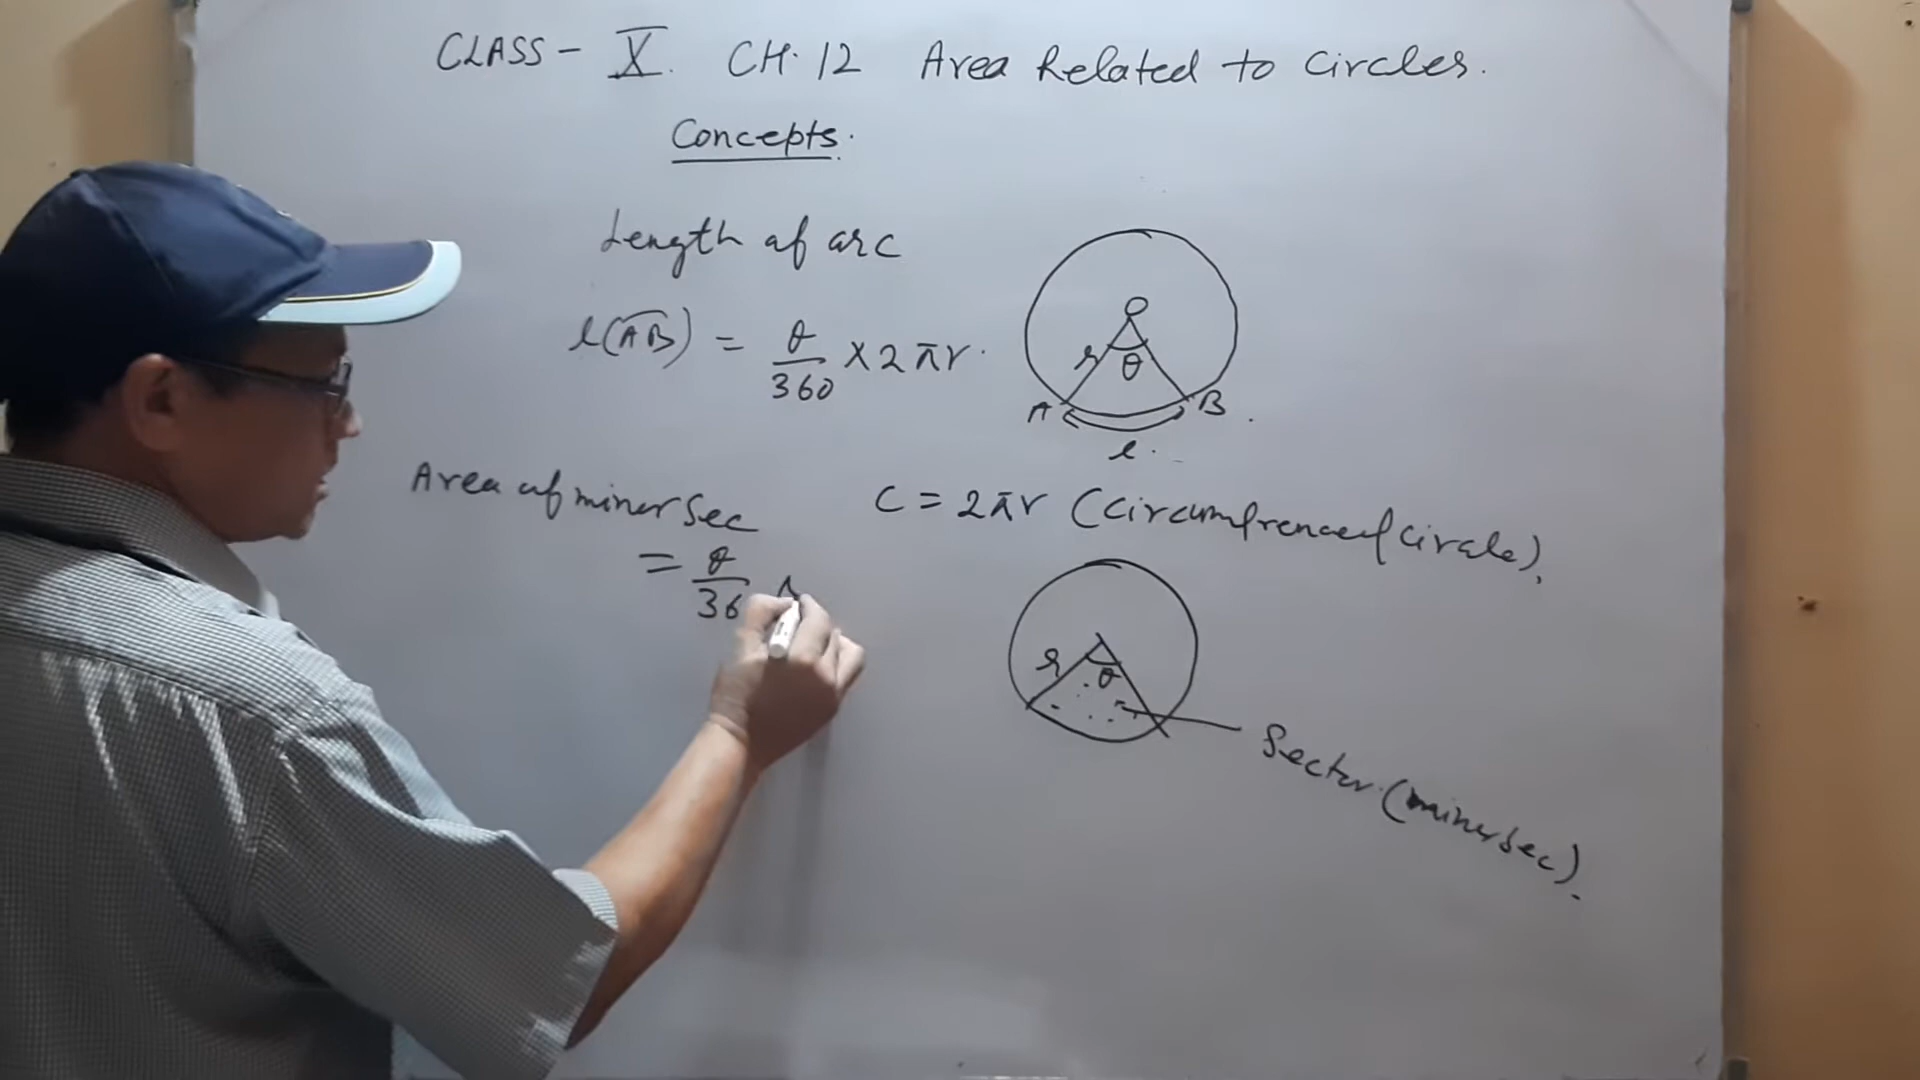 CLASS - X. CH. 12 Area Related to Circles.
Concepts.
Length of arc
l(AB) = θ/360 × 2πr.
O
r θ
A B
l.
C = 2πr (Circumfrence of Circle),
Area of minor Sec
= θ/36
r θ
Sector. (minor Sec).